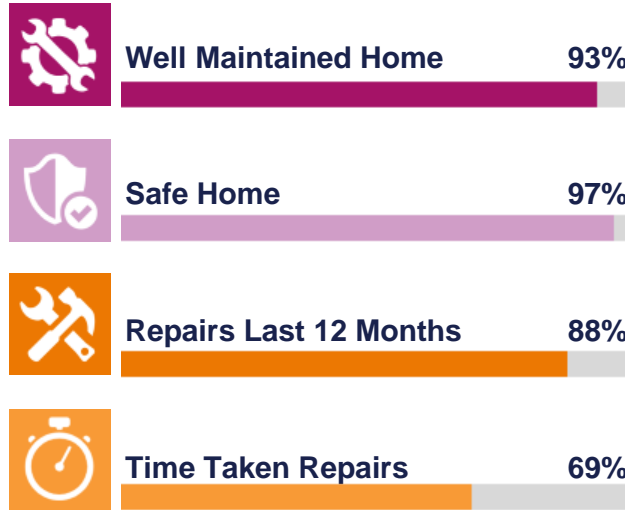 Well Maintained Home 93%
Safe Home 97%
Repairs Last 12 Months 88%
Time Taken Repairs 69%